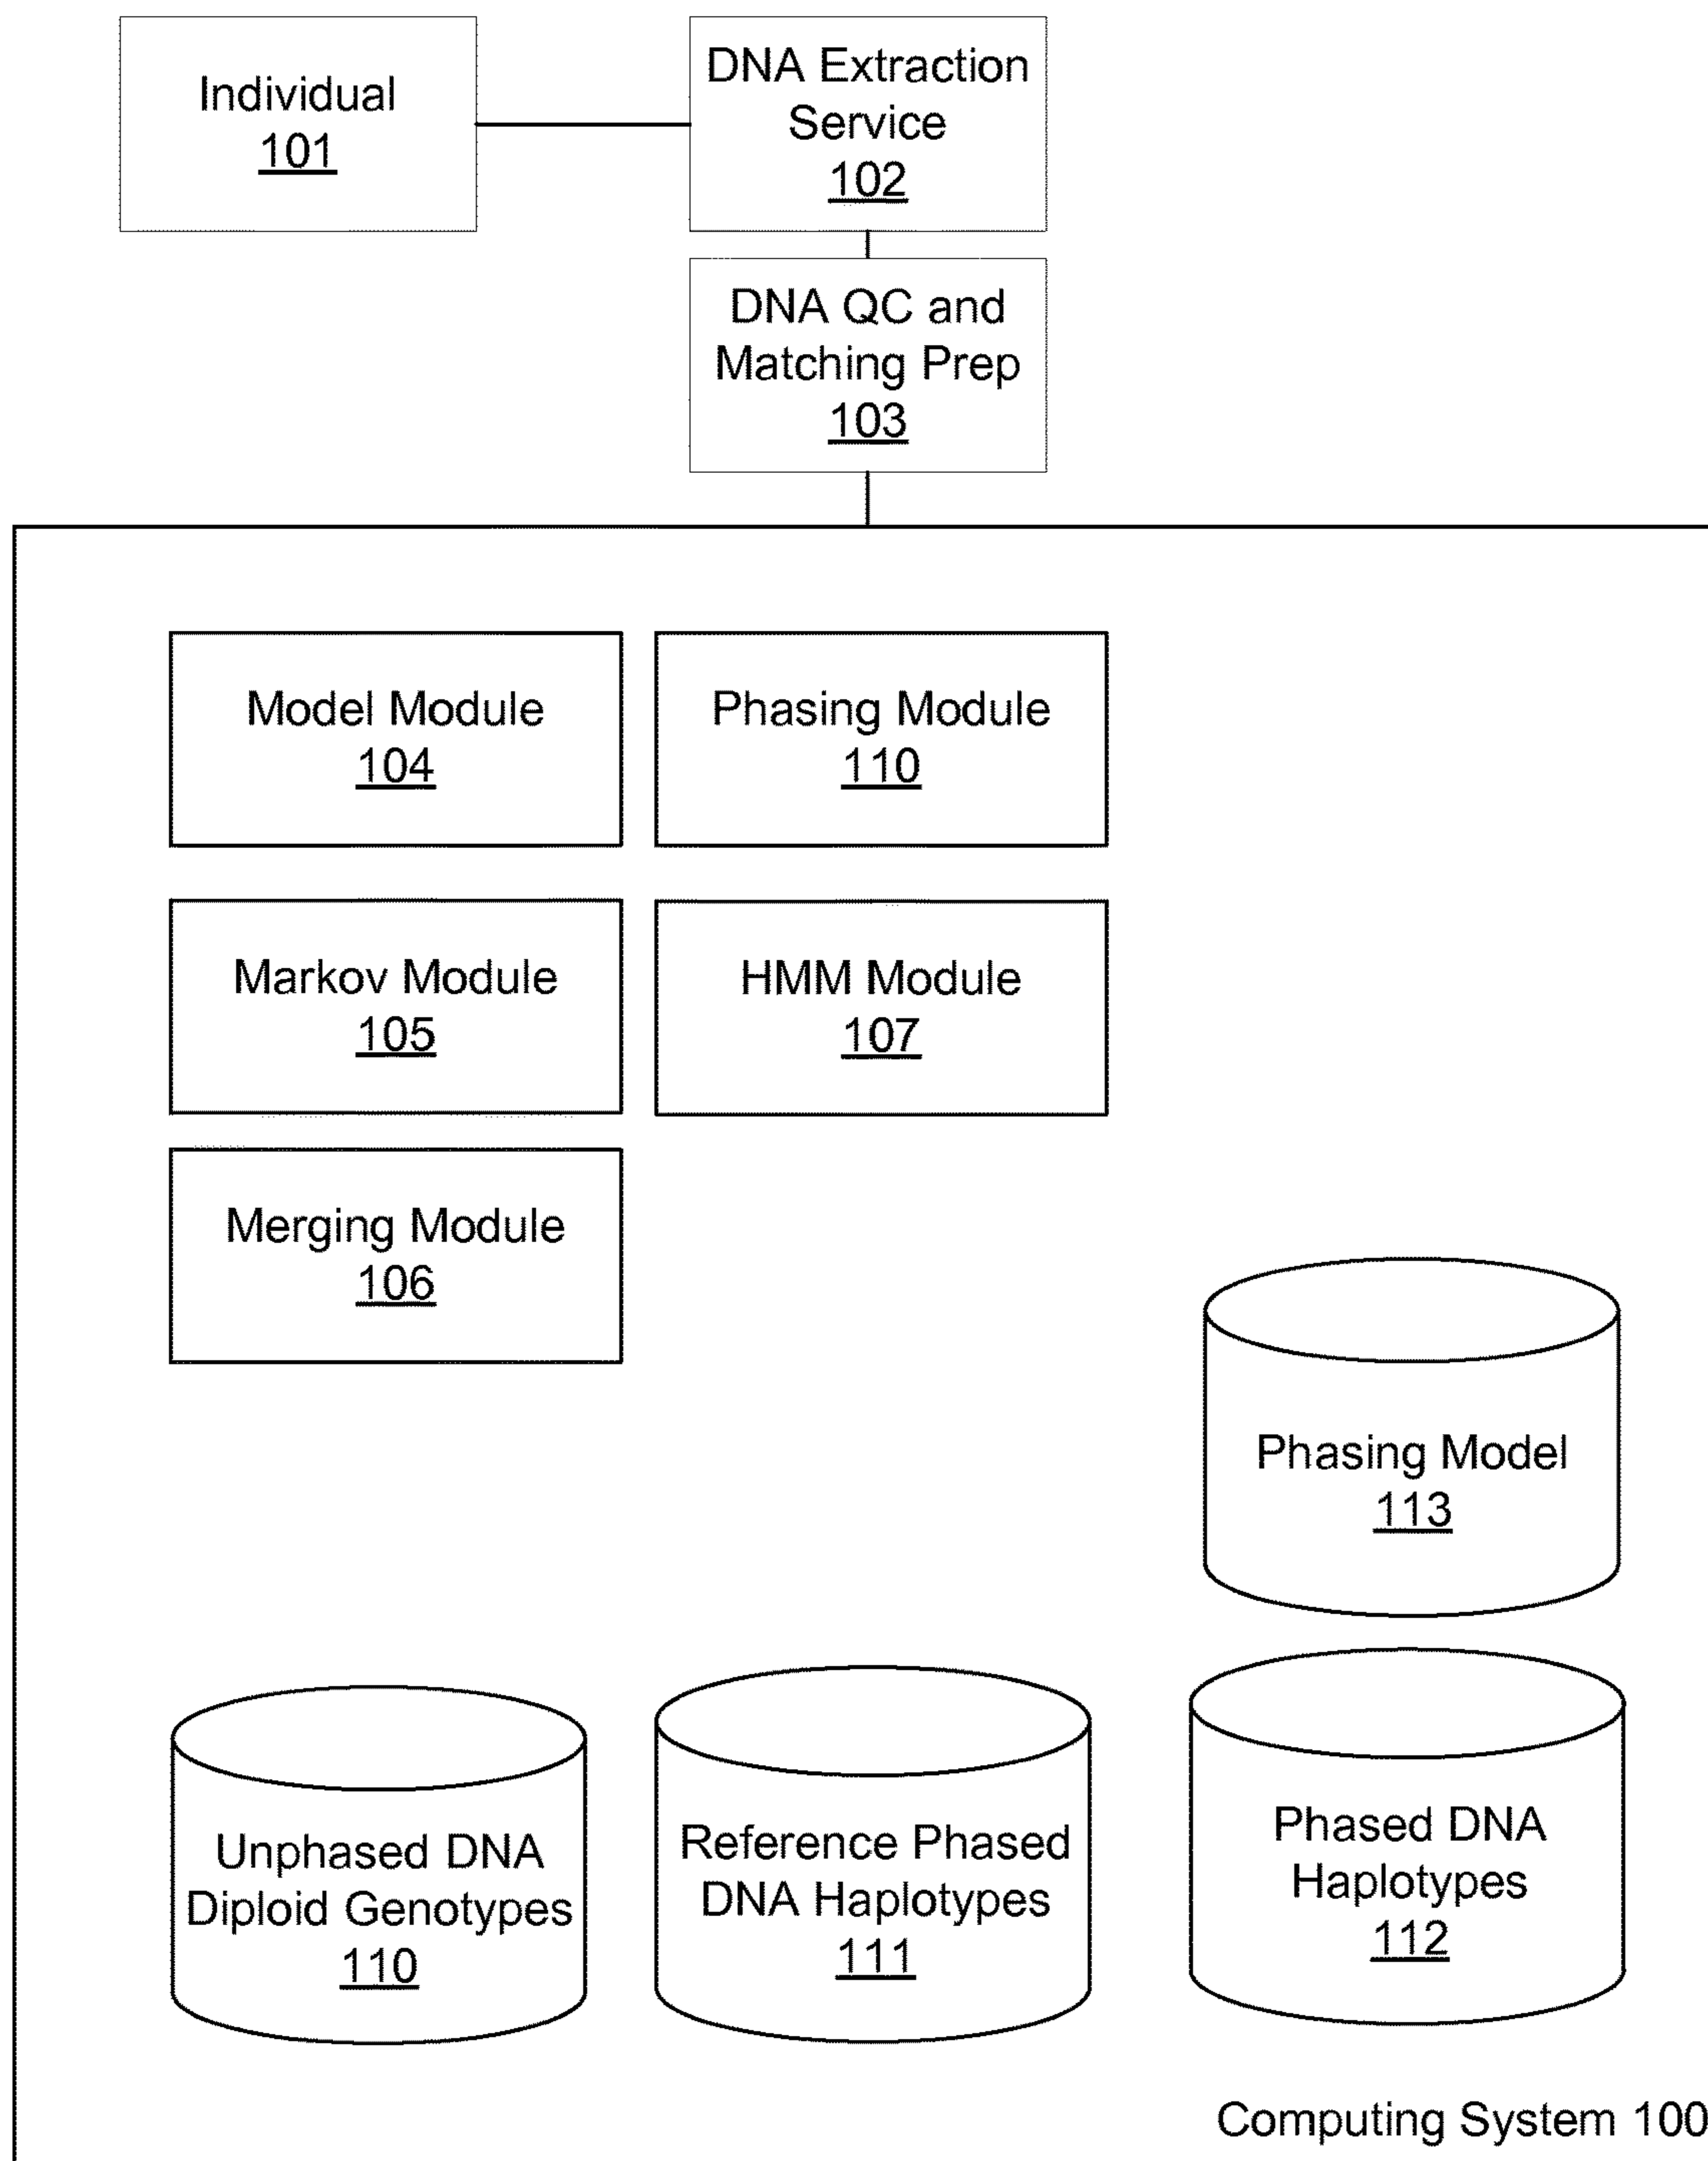 Individual
101
DNA Extraction
Service
102
DNA QC and
Matching Prep
103
Model Module
104
Phasing Module
110
Markov Module
105
HMM Module
107
Merging Module
106
Phasing Model
113
Unphased DNA
Diploid Genotypes
110
Reference Phased
DNA Haplotypes
111
Phased DNA
Haplotypes
112
Computing System 100